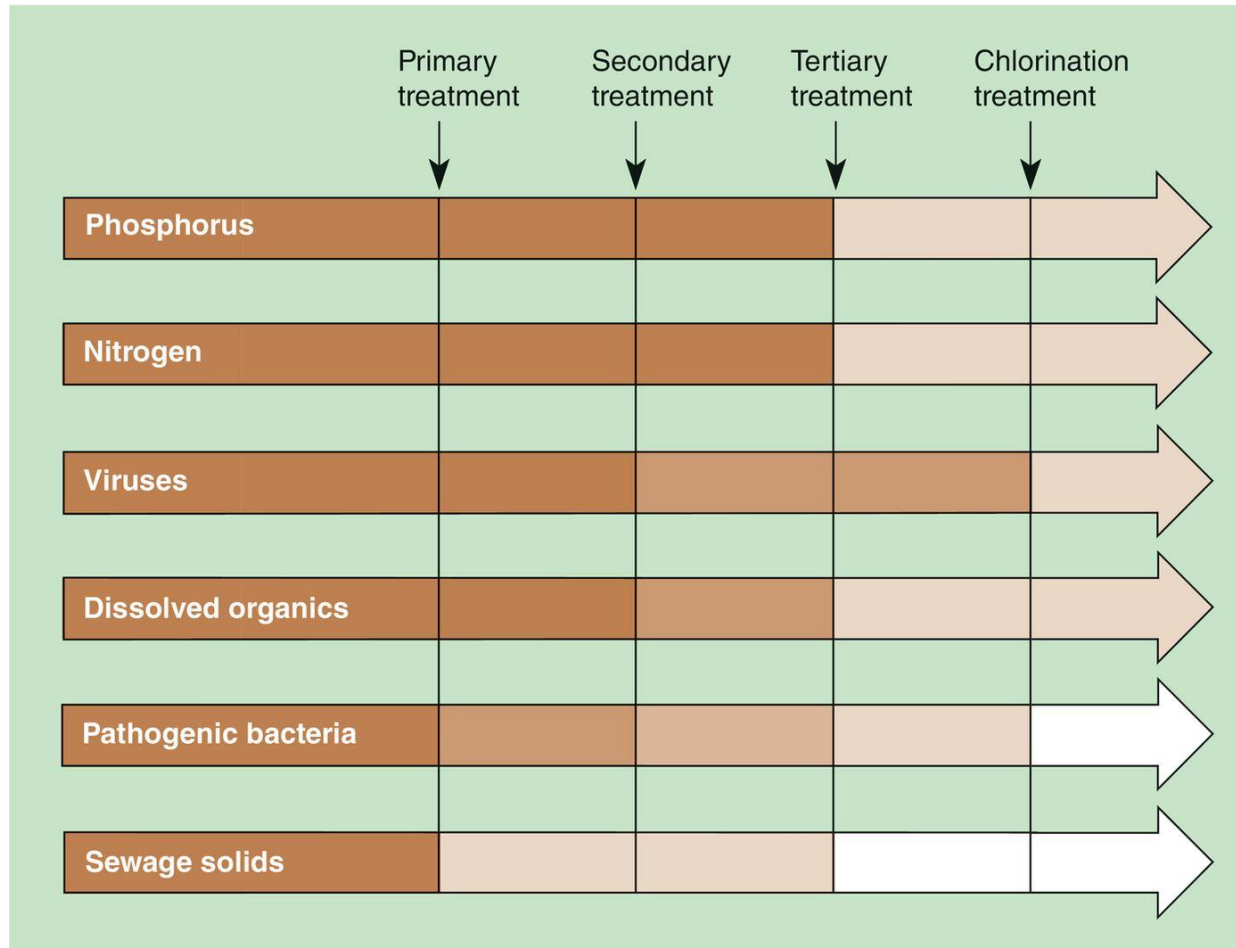 Primary
treatment
Secondary
treatment
Tertiary
treatment
Chlorination
treatment
Phosphorus
Nitrogen
Viruses
Dissolved organics
Pathogenic bacteria
Sewage solids